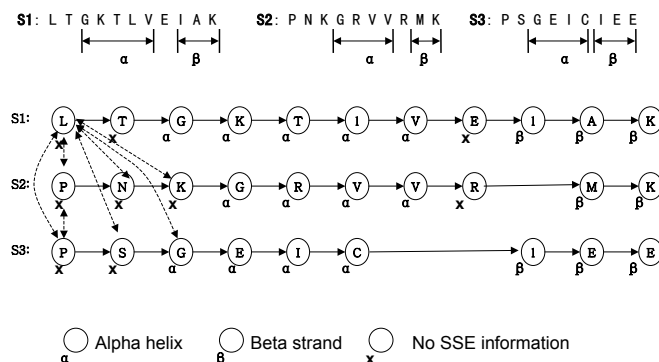 S1: L T G K T L V E I A K S2: P N K G R V V R M K S3: P S G E I C I E E
α β α β α β
S1: L T G K T l V E l A K
x x α α α α α x β β β
S2: P N K G R V V R M K
x x x α α α α x β β
S3: P S G E I C l E E
x x α α α α β β β
Alpha helix Beta strand No SSE information
α β x